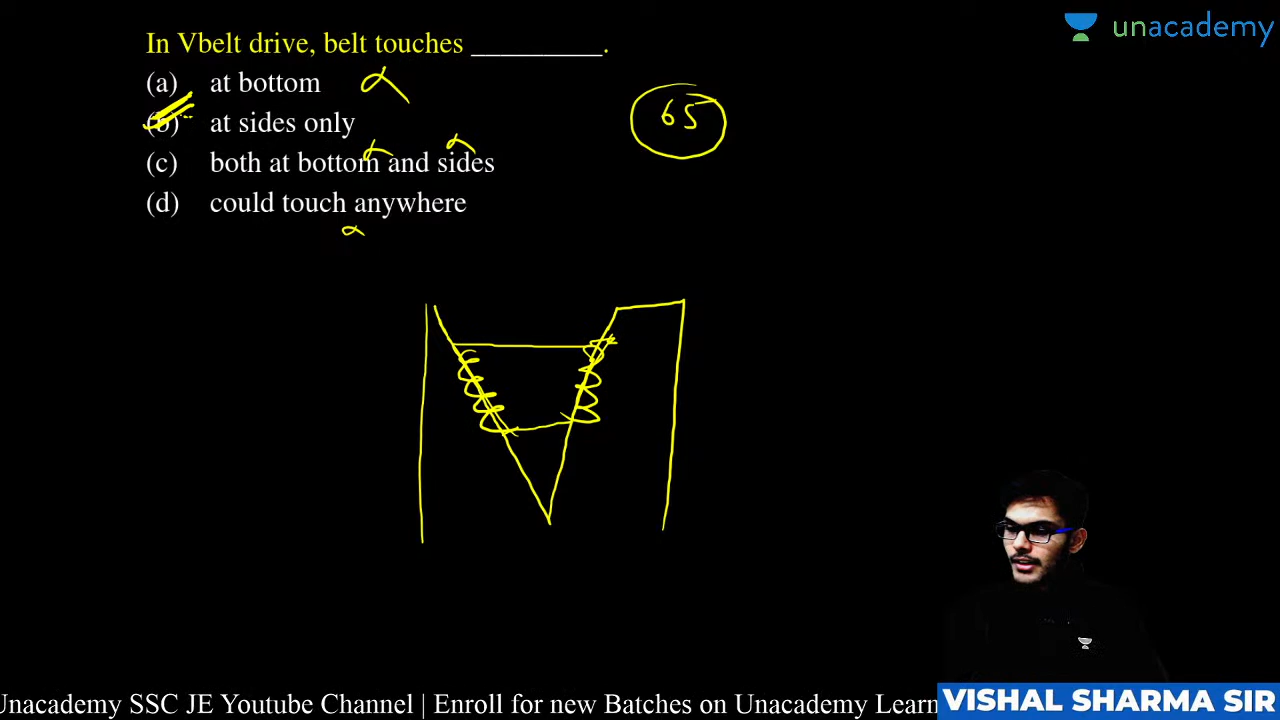 unacademy
In Vbelt drive, belt touches __________.
(a) at bottom
(b) at sides only
65
(c) both at bottom and sides
(d) could touch anywhere
Unacademy SSC JE Youtube Channel | Enroll for new Batches on Unacademy Learn
VISHAL SHARMA SIR